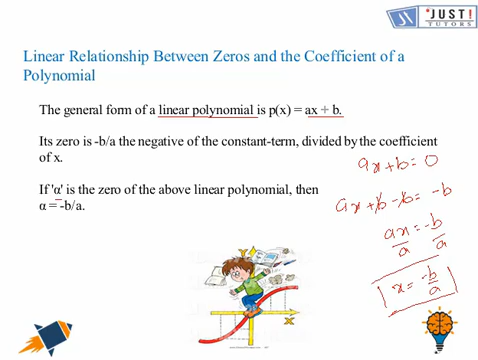 *JUST!
TUTORS
Linear Relationship Between Zeros and the Coefficient of a
Polynomial
The general form of a linear polynomial is p(x) = ax + b.
Its zero is -b/a the negative of the constant-term, divided by the coefficient
of x.
If 'α' is the zero of the above linear polynomial, then
α = -b/a.
ax+b=0
ax+b-b=-b
ax/a=-b/a
x=-b/a
Y
X